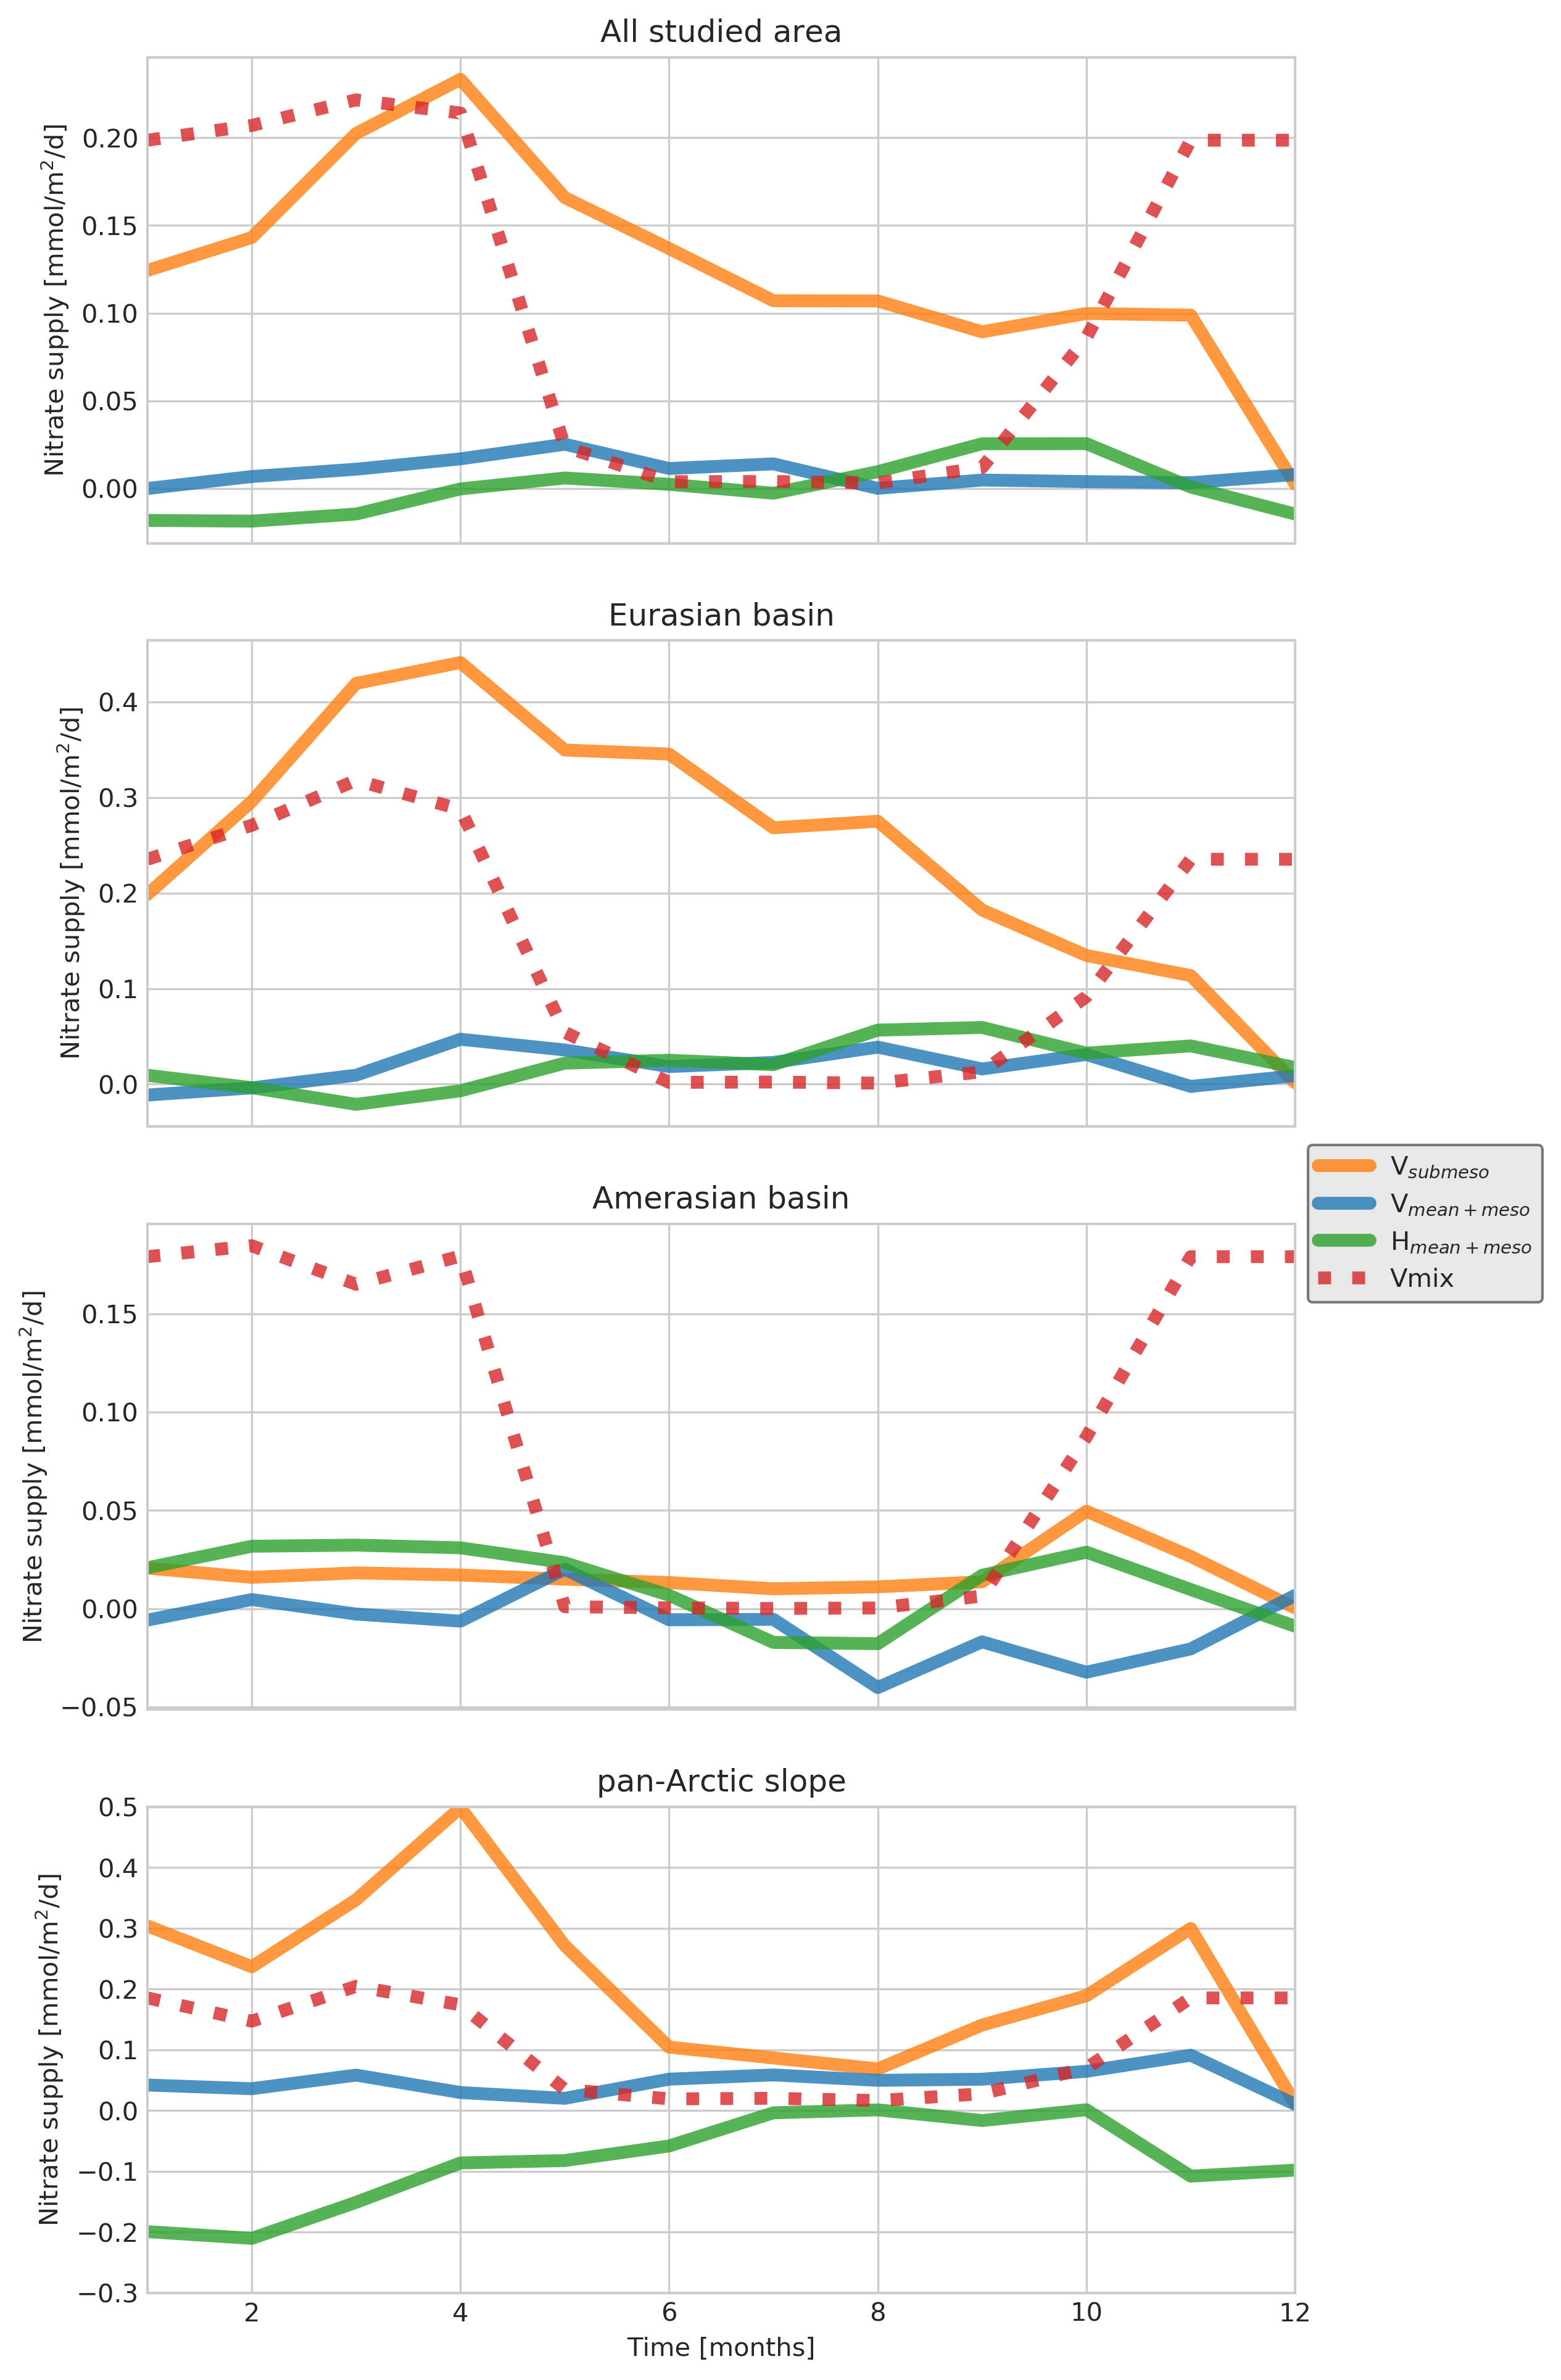 All studied area
Nitrate supply [mmol/m²/d]
0.20
0.15
0.10
0.05
0.00
Eurasian basin
Nitrate supply [mmol/m²/d]
0.4
0.3
0.2
0.1
0.0
V_submeso
V_mean+meso
H_mean+meso
Vmix
Amerasian basin
Nitrate supply [mmol/m²/d]
0.15
0.10
0.05
0.00
−0.05
pan-Arctic slope
Nitrate supply [mmol/m²/d]
0.5
0.4
0.3
0.2
0.1
0.0
−0.1
−0.2
−0.3
2 4 6 8 10 12
Time [months]